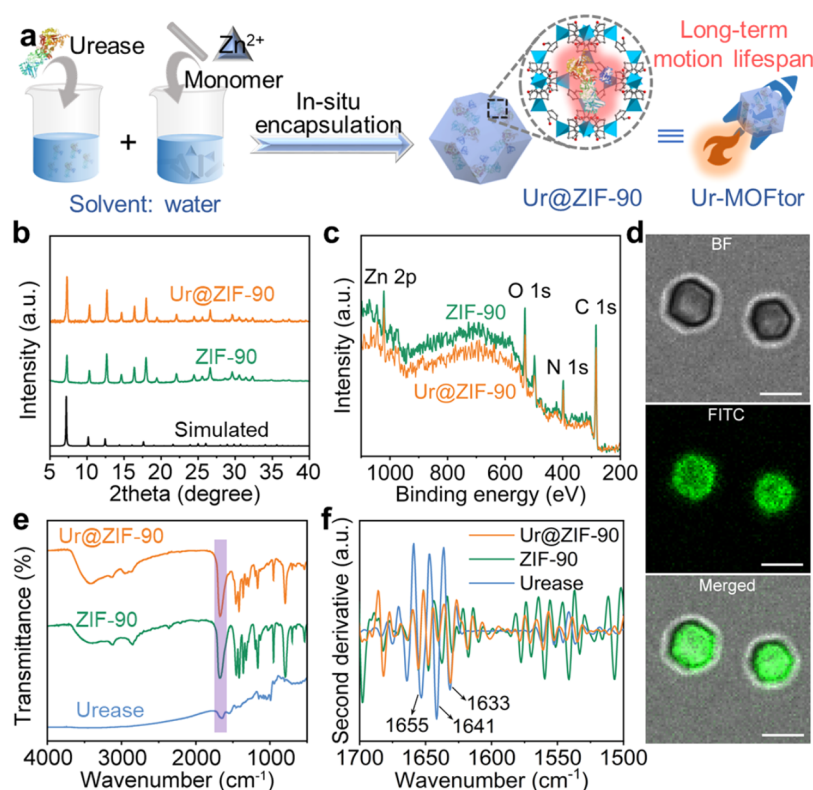 a
Urease
Zn2+
Monomer
+
Solvent: water
In-situ
encapsulation
Ur@ZIF-90
≡
Long-term
motion lifespan
Ur-MOFtor
b
Intensity (a.u.)
Ur@ZIF-90
ZIF-90
Simulated
5 10 15 20 25 30 35 40
2theta (degree)
c
Intensity (a.u.)
Zn 2p
ZIF-90
O 1s
C 1s
N 1s
Ur@ZIF-90
1000 800 600 400 200
Binding energy (eV)
d
BF
FITC
Merged
e
Transmittance (%)
Ur@ZIF-90
ZIF-90
Urease
4000 3000 2000 1000
Wavenumber (cm-1)
f
Second derivative (a.u.)
Ur@ZIF-90
ZIF-90
Urease
1655
1641
1633
1700 1650 1600 1550 1500
Wavenumber (cm-1)